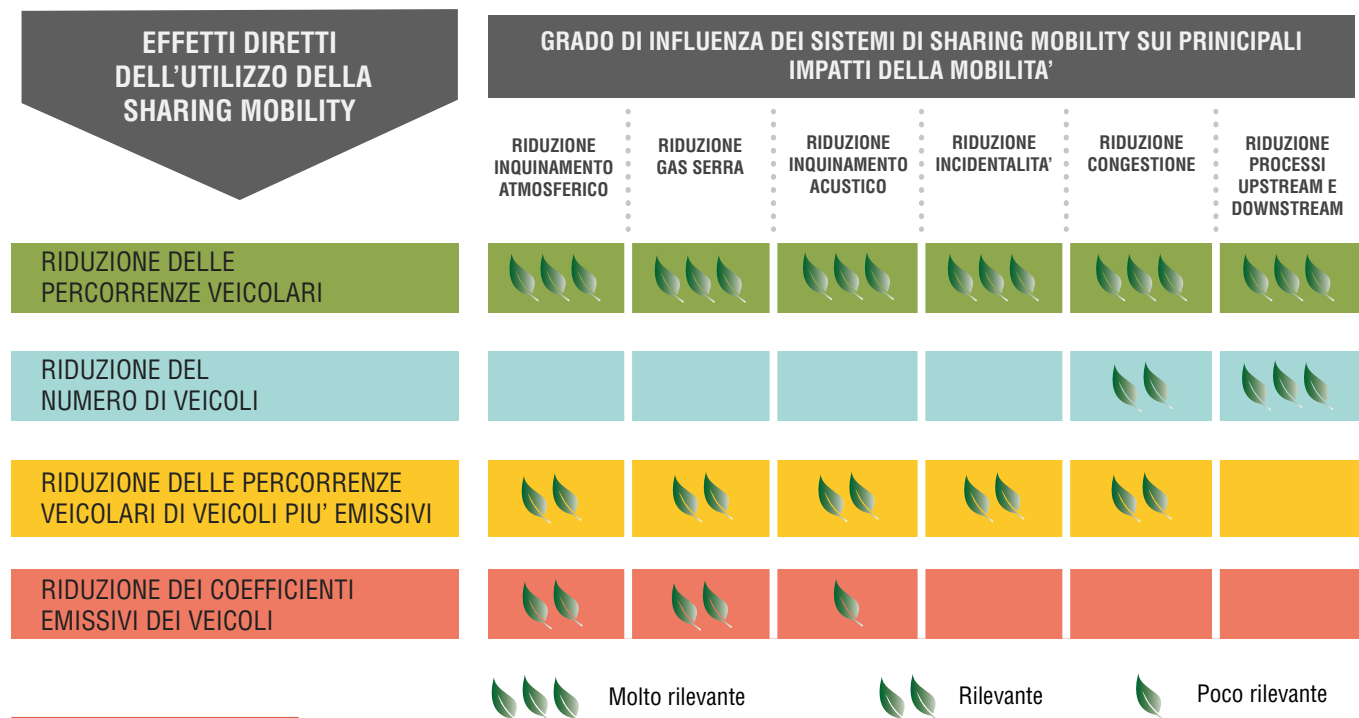 EFFETTI DIRETTI
DELL'UTILIZZO DELLA
SHARING MOBILITY
GRADO DI INFLUENZA DEI SISTEMI DI SHARING MOBILITY SUI PRINICIPALI
IMPATTI DELLA MOBILITA'
RIDUZIONE
INQUINAMENTO
ATMOSFERICO
RIDUZIONE
GAS SERRA
RIDUZIONE
INQUINAMENTO
ACUSTICO
RIDUZIONE
INCIDENTALITA'
RIDUZIONE
CONGESTIONE
RIDUZIONE
PROCESSI
UPSTREAM E
DOWNSTREAM
RIDUZIONE DELLE
PERCORRENZE VEICOLARI
RIDUZIONE DEL
NUMERO DI VEICOLI
RIDUZIONE DELLE PERCORRENZE
VEICOLARI DI VEICOLI PIU' EMISSIVI
RIDUZIONE DEI COEFFICIENTI
EMISSIVI DEI VEICOLI
Molto rilevante
Rilevante
Poco rilevante